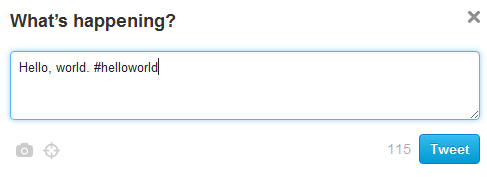 What’s happening?
Hello, world. #helloworld
115 Tweet